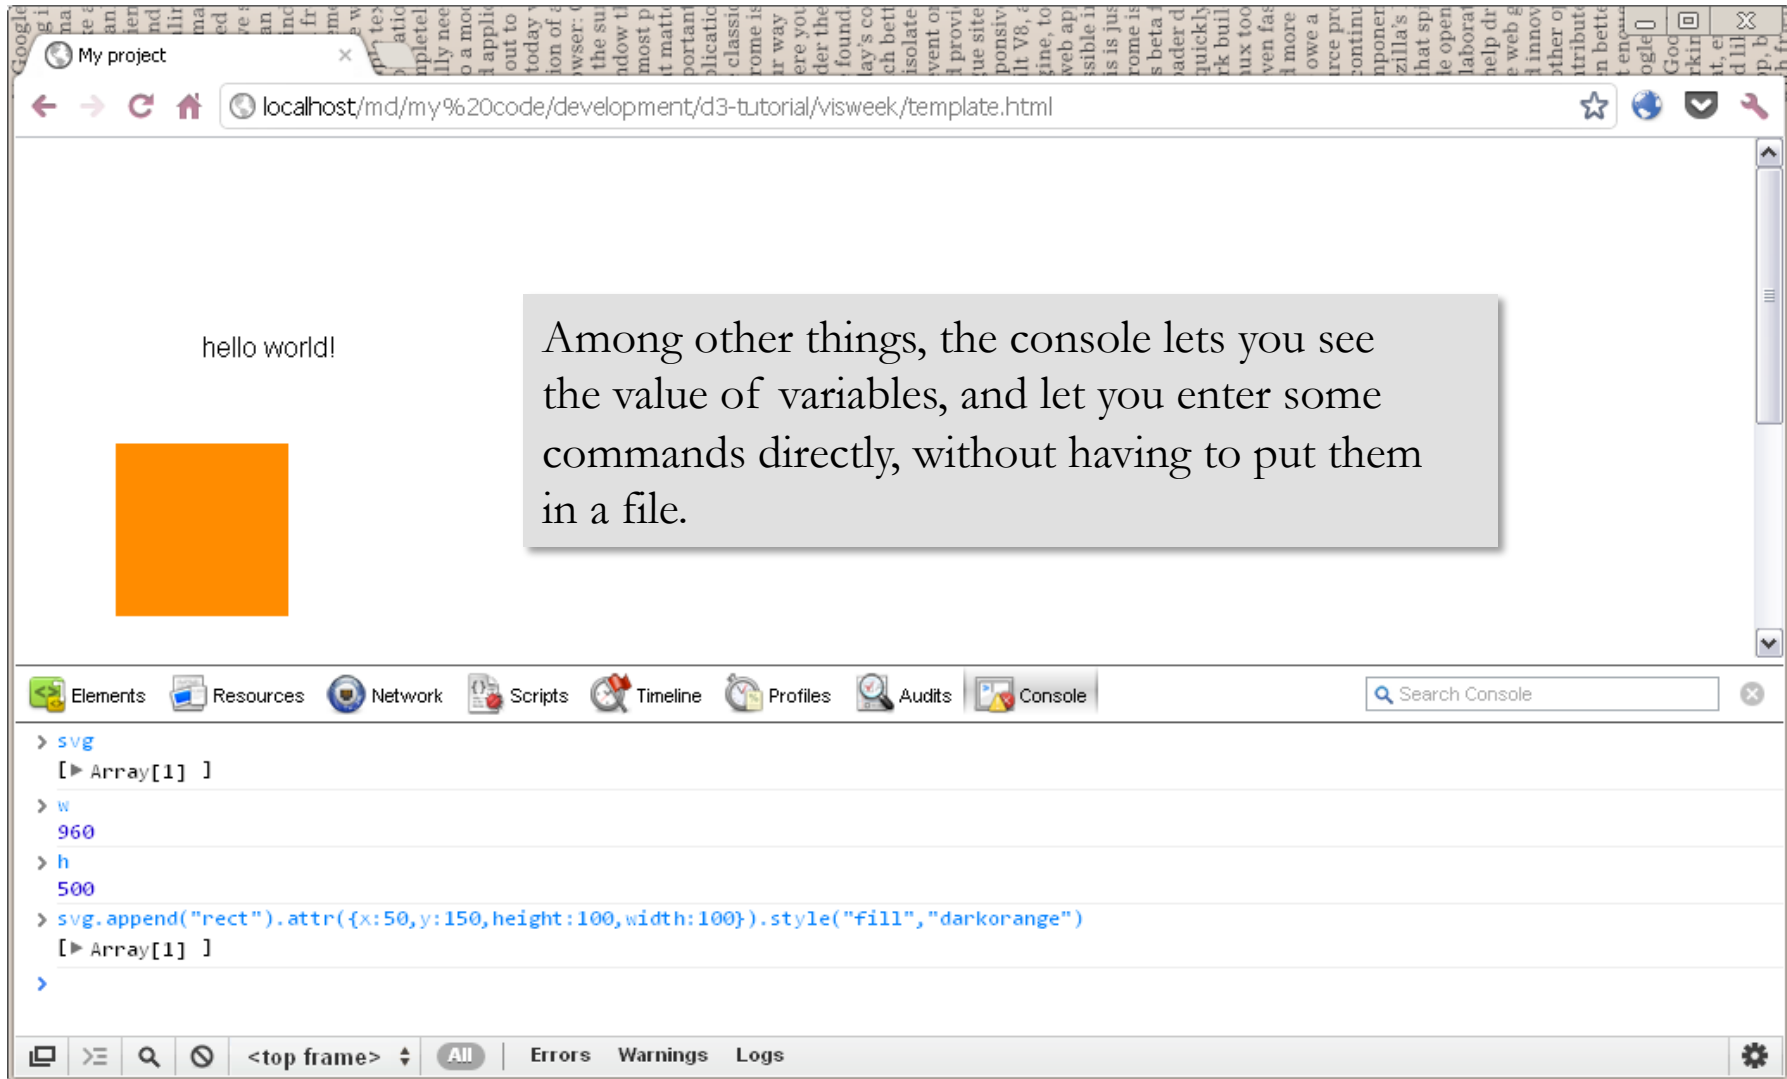 My project
localhost/md/my%20code/development/d3-tutorial/visweek/template.html
hello world!
Among other things, the console lets you see
the value of variables, and let you enter some
commands directly, without having to put them
in a file.
Elements Resources Network Scripts Timeline Profiles Audits Console Search Console
> svg
[▶ Array[1] ]
> w
960
> h
500
> svg.append("rect").attr({x:50,y:150,height:100,width:100}).style("fill","darkorange")
[▶ Array[1] ]
>
<top frame> All Errors Warnings Logs